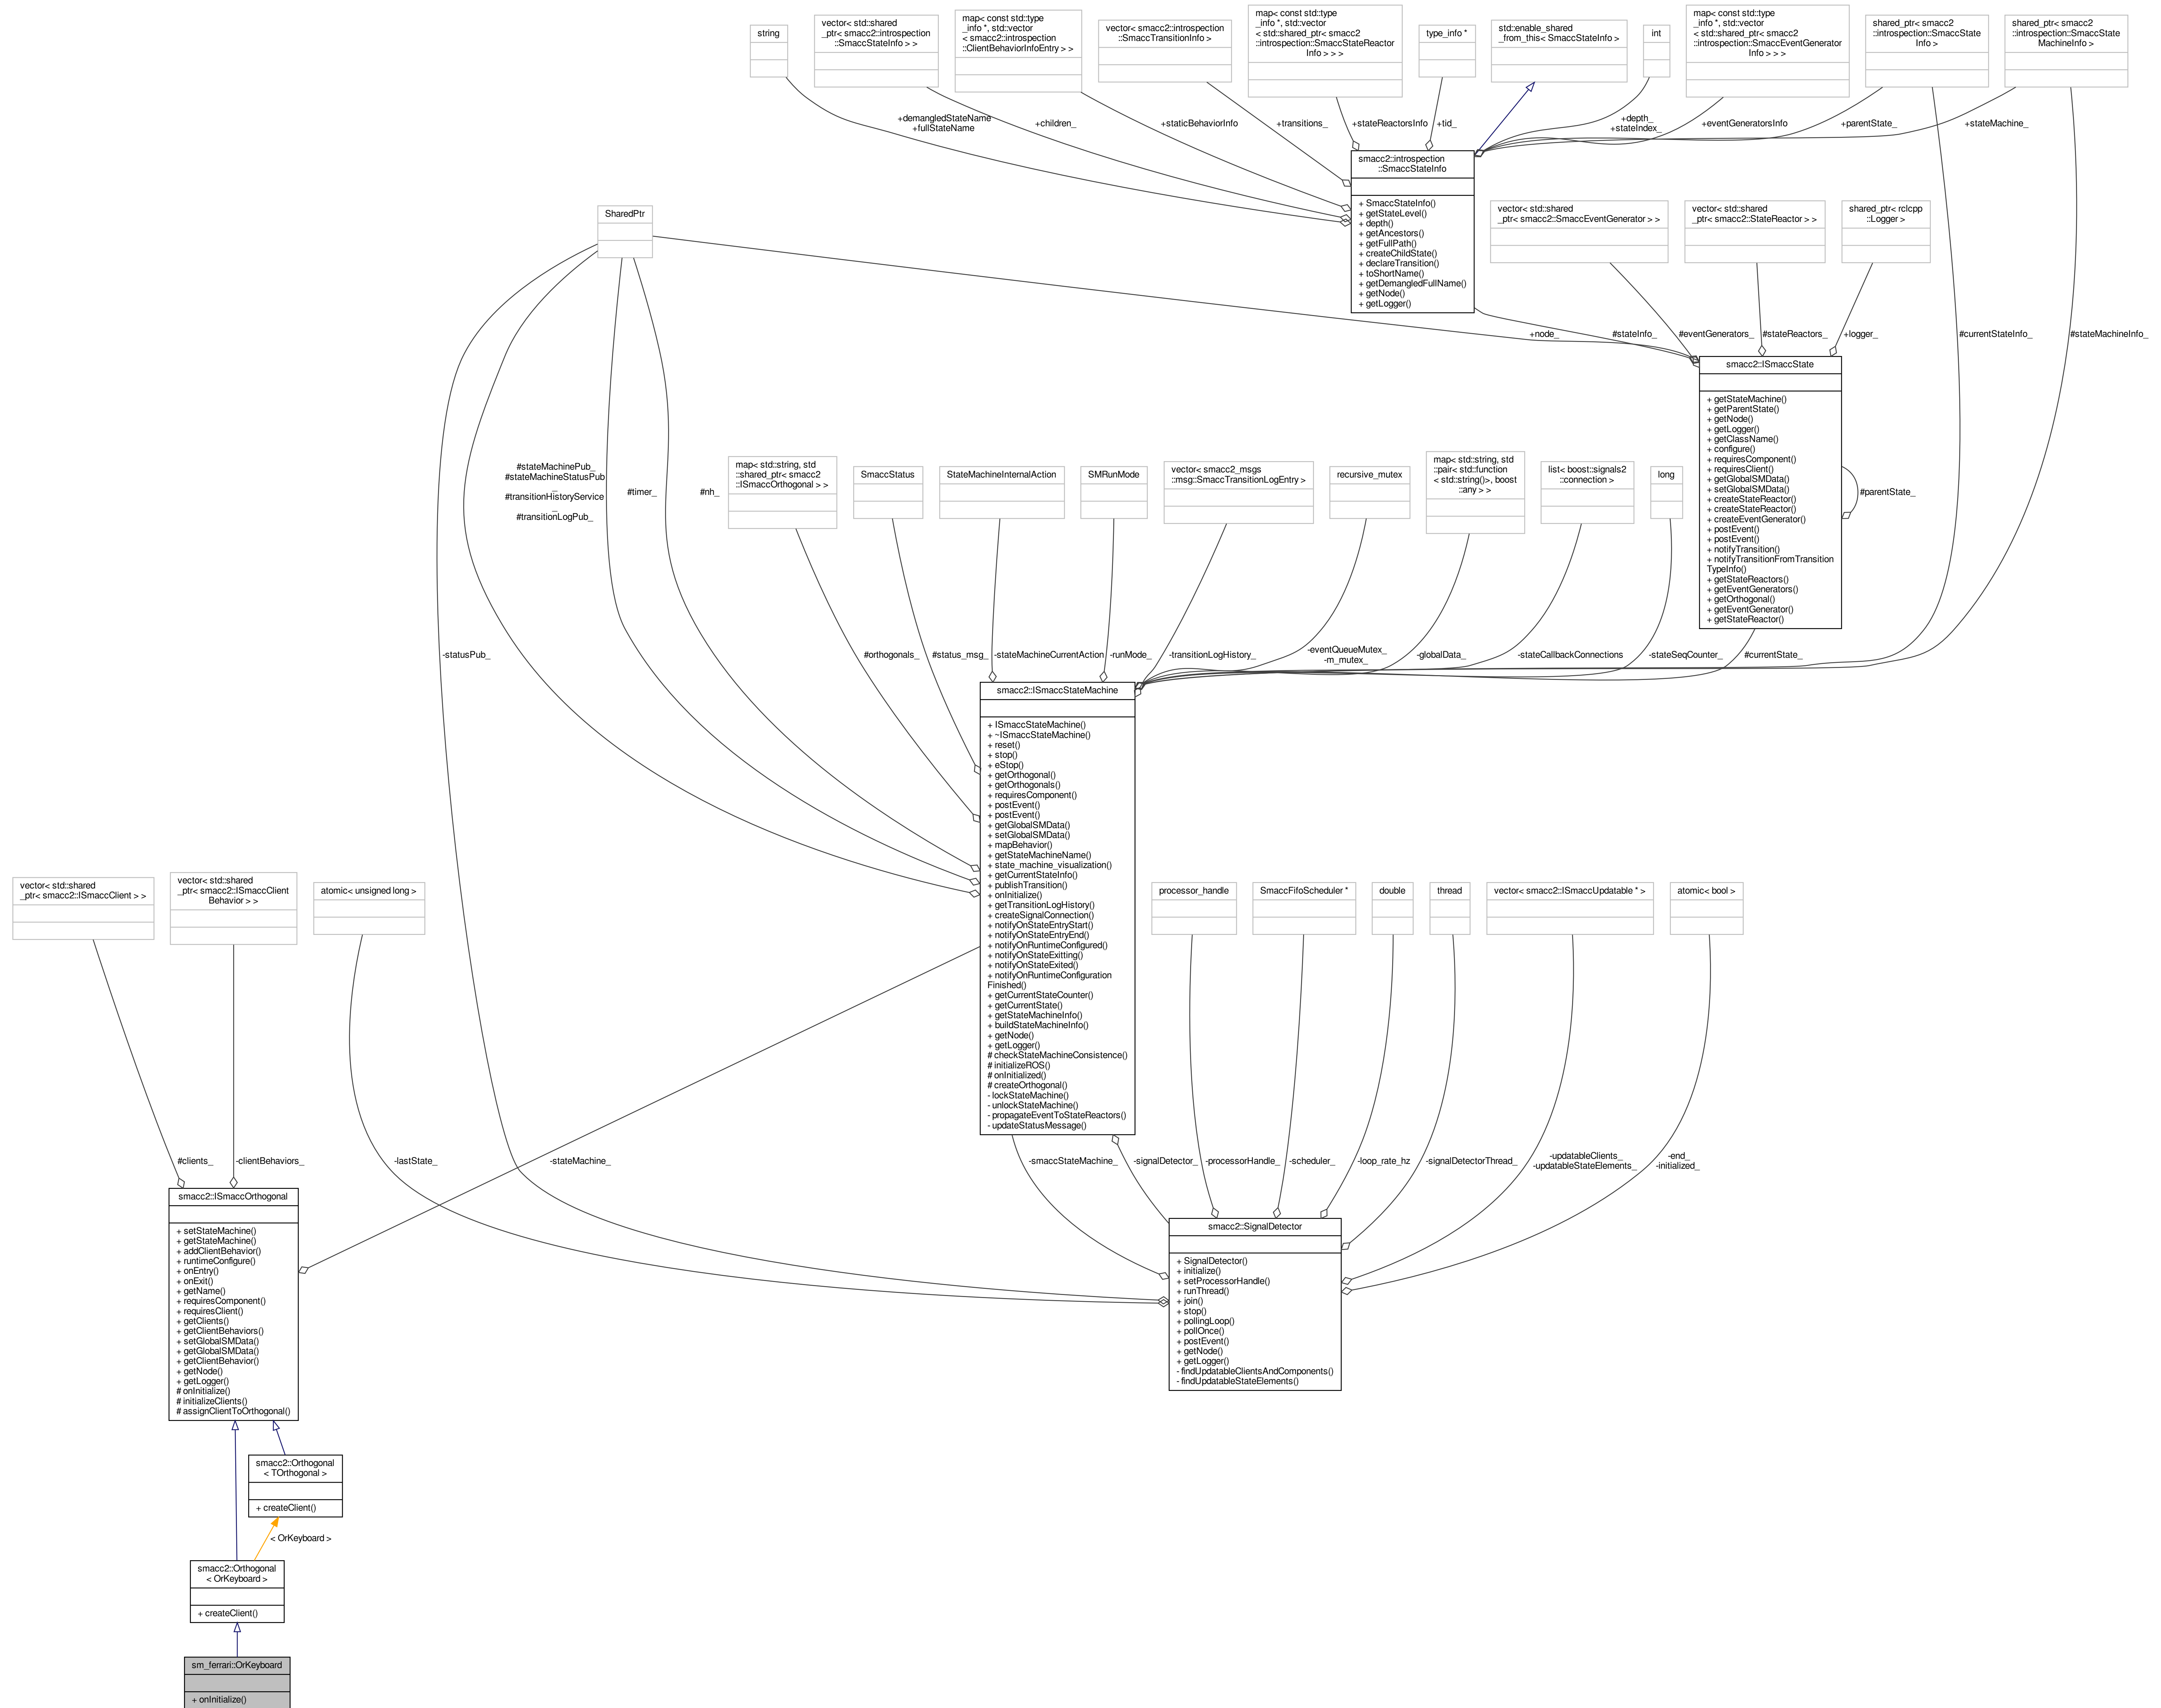 string
vector< std::shared
_ptr< smacc2::introspection
::SmaccStateInfo > >
map< const std::type
_info *, std::vector
< smacc2::introspection
::ClientBehaviorInfoEntry > >
vector< smacc2::introspection
::SmaccTransitionInfo >
map< const std::type
_info *, std::vector
< std::shared_ptr< smacc2
::introspection::SmaccStateReactor
Info > > >
type_info *
std::enable_shared
_from_this< SmaccStateInfo >
int
map< const std::type
_info *, std::vector
< std::shared_ptr< smacc2
::introspection::SmaccEventGenerator
Info > > >
shared_ptr< smacc2
::introspection::SmaccState
Info >
shared_ptr< smacc2
::introspection::SmaccState
MachineInfo >
+demangledStateName
+fullStateName
+children_
+staticBehaviorInfo
+transitions_
+stateReactorsInfo
+tid_
+depth_
+stateIndex_
+eventGeneratorsInfo
+parentState_
+stateMachine_
smacc2::introspection
::SmaccStateInfo
+ SmaccStateInfo()
+ getStateLevel()
+ depth()
+ getAncestors()
+ getFullPath()
+ createChildState()
+ declareTransition()
+ toShortName()
+ getDemangledFullName()
+ getNode()
+ getLogger()
SharedPtr
vector< std::shared
_ptr< smacc2::SmaccEventGenerator > >
vector< std::shared
_ptr< smacc2::StateReactor > >
shared_ptr< rclcpp
::Logger >
+node_
#stateInfo_
#eventGenerators_
#stateReactors_
+logger_
#currentStateInfo_
#stateMachineInfo_
smacc2::ISmaccState
+ getStateMachine()
+ getParentState()
+ getNode()
+ getLogger()
+ getClassName()
+ configure()
+ requiresComponent()
+ requiresClient()
+ getGlobalSMData()
+ setGlobalSMData()
+ createStateReactor()
+ createStateReactor()
+ createEventGenerator()
+ postEvent()
+ postEvent()
+ notifyTransition()
+ notifyTransitionFromTransition
TypeInfo()
+ getStateReactors()
+ getEventGenerators()
+ getOrthogonal()
+ getEventGenerator()
+ getStateReactor()
#parentState_
#stateMachinePub_
#stateMachineStatusPub
_
#transitionHistoryService
_
#transitionLogPub_
#timer_
#nh_
map< std::string, std
::shared_ptr< smacc2
::ISmaccOrthogonal > >
SmaccStatus
StateMachineInternalAction
SMRunMode
vector< smacc2_msgs
::msg::SmaccTransitionLogEntry >
recursive_mutex
map< std::string, std
::pair< std::function
< std::string()>, boost
::any > >
list< boost::signals2
::connection >
long
-statusPub_
#orthogonals_
#status_msg_
-stateMachineCurrentAction
-runMode_
-transitionLogHistory_
-eventQueueMutex_
-m_mutex_
-globalData_
-stateCallbackConnections
-stateSeqCounter_
#currentState_
smacc2::ISmaccStateMachine
+ ISmaccStateMachine()
+ ~ISmaccStateMachine()
+ reset()
+ stop()
+ eStop()
+ getOrthogonal()
+ getOrthogonals()
+ requiresComponent()
+ postEvent()
+ postEvent()
+ getGlobalSMData()
+ setGlobalSMData()
+ mapBehavior()
+ getStateMachineName()
+ state_machine_visualization()
+ getCurrentStateInfo()
+ publishTransition()
+ onInitialize()
+ getTransitionLogHistory()
+ createSignalConnection()
+ notifyOnStateEntryStart()
+ notifyOnStateEntryEnd()
+ notifyOnRuntimeConfigured()
+ notifyOnStateExitting()
+ notifyOnStateExited()
+ notifyOnRuntimeConfiguration
Finished()
+ getCurrentStateCounter()
+ getCurrentState()
+ getStateMachineInfo()
+ buildStateMachineInfo()
+ getNode()
+ getLogger()
# checkStateMachineConsistence()
# initializeROS()
# onInitialized()
# createOrthogonal()
- lockStateMachine()
- unlockStateMachine()
- propagateEventToStateReactors()
- updateStatusMessage()
vector< std::shared
_ptr< smacc2::ISmaccClient > >
vector< std::shared
_ptr< smacc2::ISmaccClient
Behavior > >
atomic< unsigned long >
processor_handle
SmaccFifoScheduler *
double
thread
vector< smacc2::ISmaccUpdatable * >
atomic< bool >
#clients_
-clientBehaviors_
-lastState_
-stateMachine_
-smaccStateMachine_
-signalDetector_
-processorHandle_
-scheduler_
-loop_rate_hz
-signalDetectorThread_
-updatableClients_
-updatableStateElements_
-end_
-initialized_
smacc2::ISmaccOrthogonal
+ setStateMachine()
+ getStateMachine()
+ addClientBehavior()
+ runtimeConfigure()
+ onEntry()
+ onExit()
+ getName()
+ requiresComponent()
+ requiresClient()
+ getClients()
+ getClientBehaviors()
+ setGlobalSMData()
+ getGlobalSMData()
+ getClientBehavior()
+ getNode()
+ getLogger()
# onInitialize()
# initializeClients()
# assignClientToOrthogonal()
smacc2::SignalDetector
+ SignalDetector()
+ initialize()
+ setProcessorHandle()
+ runThread()
+ join()
+ stop()
+ pollingLoop()
+ pollOnce()
+ postEvent()
+ getNode()
+ getLogger()
- findUpdatableClientsAndComponents()
- findUpdatableStateElements()
smacc2::Orthogonal
< TOrthogonal >
+ createClient()
< OrKeyboard >
smacc2::Orthogonal
< OrKeyboard >
+ createClient()
sm_ferrari::OrKeyboard
+ onInitialize()